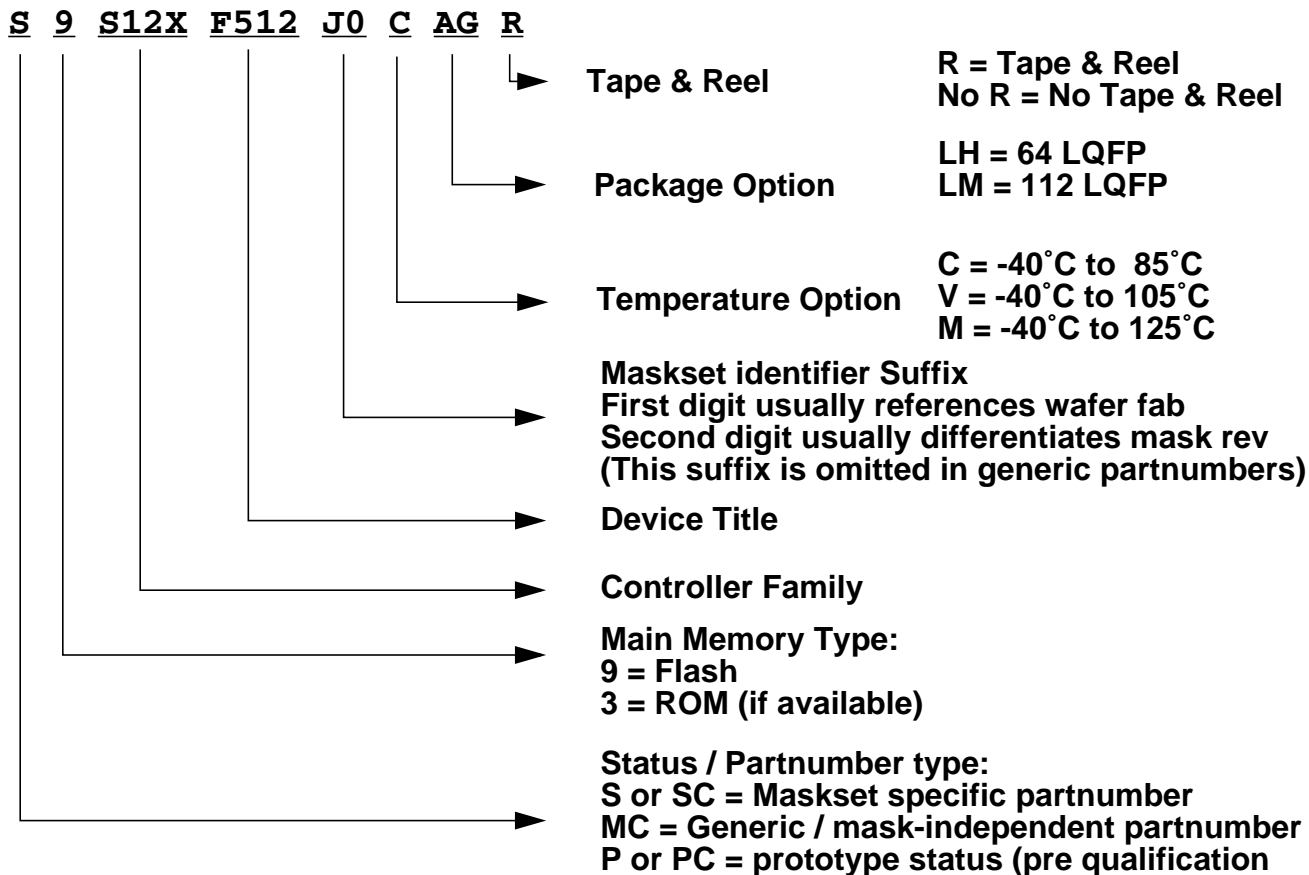 S 9 S12X F512 J0 C AG R
Tape & Reel
R = Tape & Reel
No R = No Tape & Reel
Package Option
LH = 64 LQFP
LM = 112 LQFP
Temperature Option
C = -40˚C to  85˚C
V = -40˚C to 105˚C
M = -40˚C to 125˚C
Maskset identifier Suffix
First digit usually references wafer fab
Second digit usually differentiates mask rev
(This suffix is omitted in generic partnumbers)
Device Title
Controller Family
Main Memory Type:
9 = Flash
3 = ROM (if available)
Status / Partnumber type:
S or SC = Maskset specific partnumber
MC = Generic / mask-independent partnumber
P or PC = prototype status (pre qualification